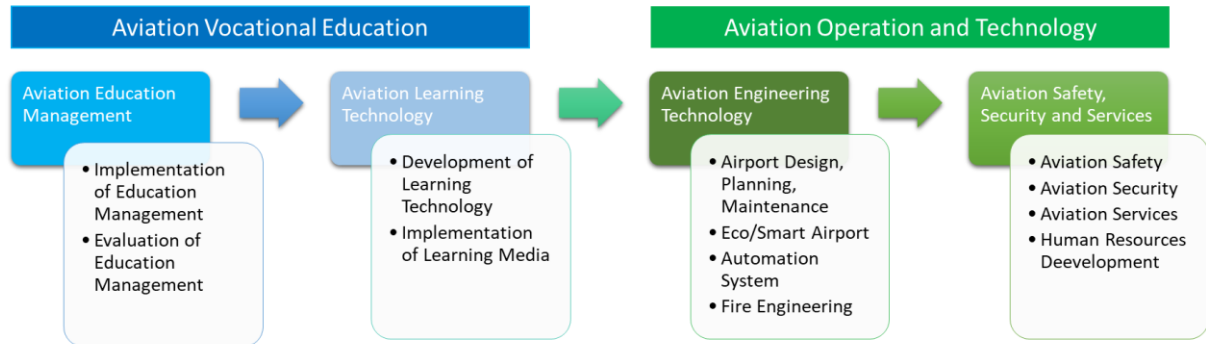 Aviation Vocational Education
Aviation Operation and Technology
Aviation Education
Management
• Implementation
of Education
Management
• Evaluation of
Education
Management
Aviation Learning
Technology
• Development of
Learning
Technology
• Implementation
of Learning Media
Aviation Engineering
Technology
• Airport Design,
Planning,
Maintenance
• Eco/Smart Airport
• Automation
System
• Fire Engineering
Aviation Safety,
Security and Services
• Aviation Safety
• Aviation Security
• Aviation Services
• Human Resources
Deevelopment